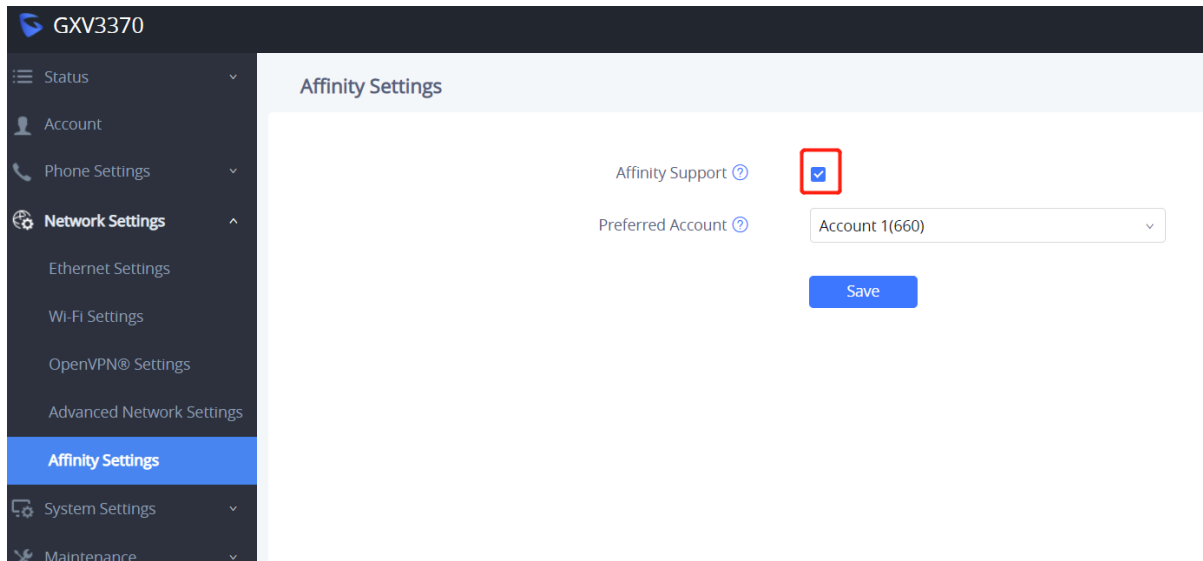 GXV3370
Status
Account
Phone Settings
Network Settings
Ethernet Settings
Wi-Fi Settings
OpenVPN® Settings
Advanced Network Settings
Affinity Settings
System Settings
Maintenance
Affinity Settings
Affinity Support ?
Preferred Account ? Account 1(660)
Save